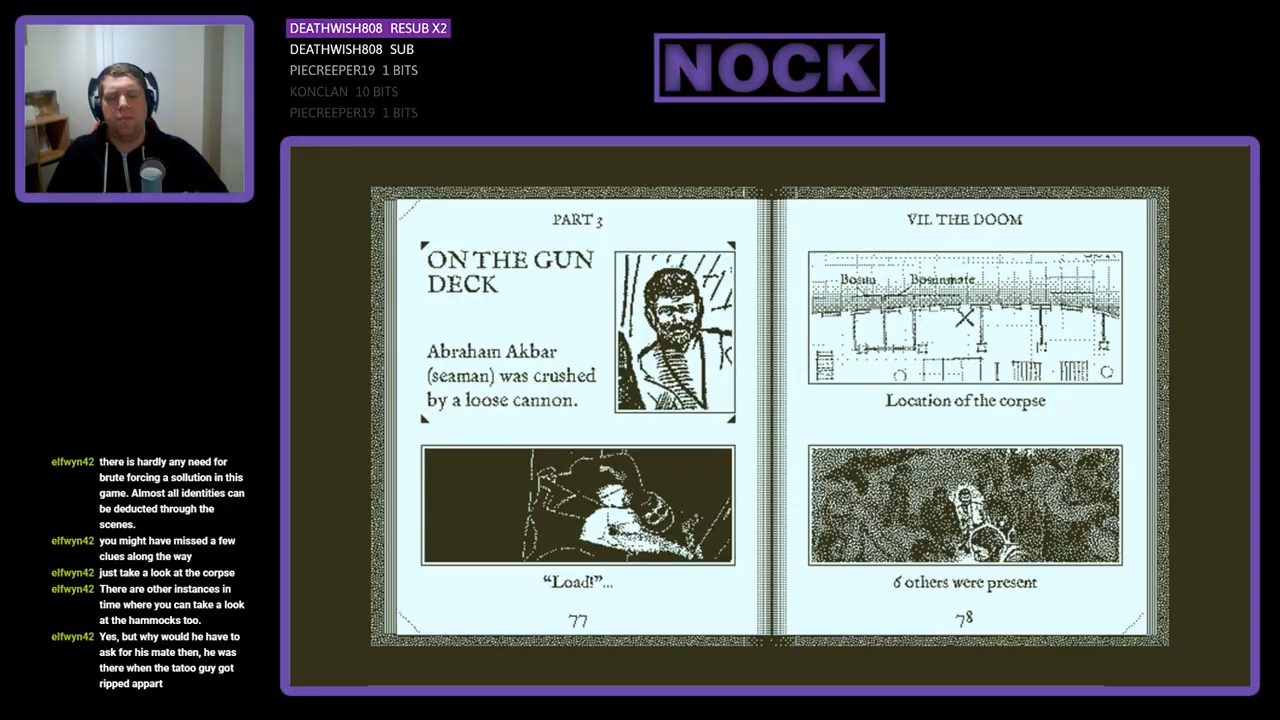 DEATHWISH808 RESUB X2
DEATHWISH808 SUB
PIECREEPER19 1 BITS
KONCLAN 10 BITS
PIECREEPER19 1 BITS
NOCK
PART 3
ON THE GUN
DECK
Abraham Akbar
(seaman) was crushed
by a loose cannon.
"Load!"...
77
VII. THE DOOM
Bosun Bosunmate
Location of the corpse
6 others were present
78
elfwyn42 there is hardly any need for
brute forcing a sollution in this
game. Almost all identities can
be deducted through the
scenes.
elfwyn42 you might have missed a few
clues along the way
elfwyn42 just take a look at the corpse
elfwyn42 There are other instances in
time where you can take a look
at the hammocks too.
elfwyn42 Yes, but why would he have to
ask for his mate then, he was
there when the tatoo guy got
ripped appart